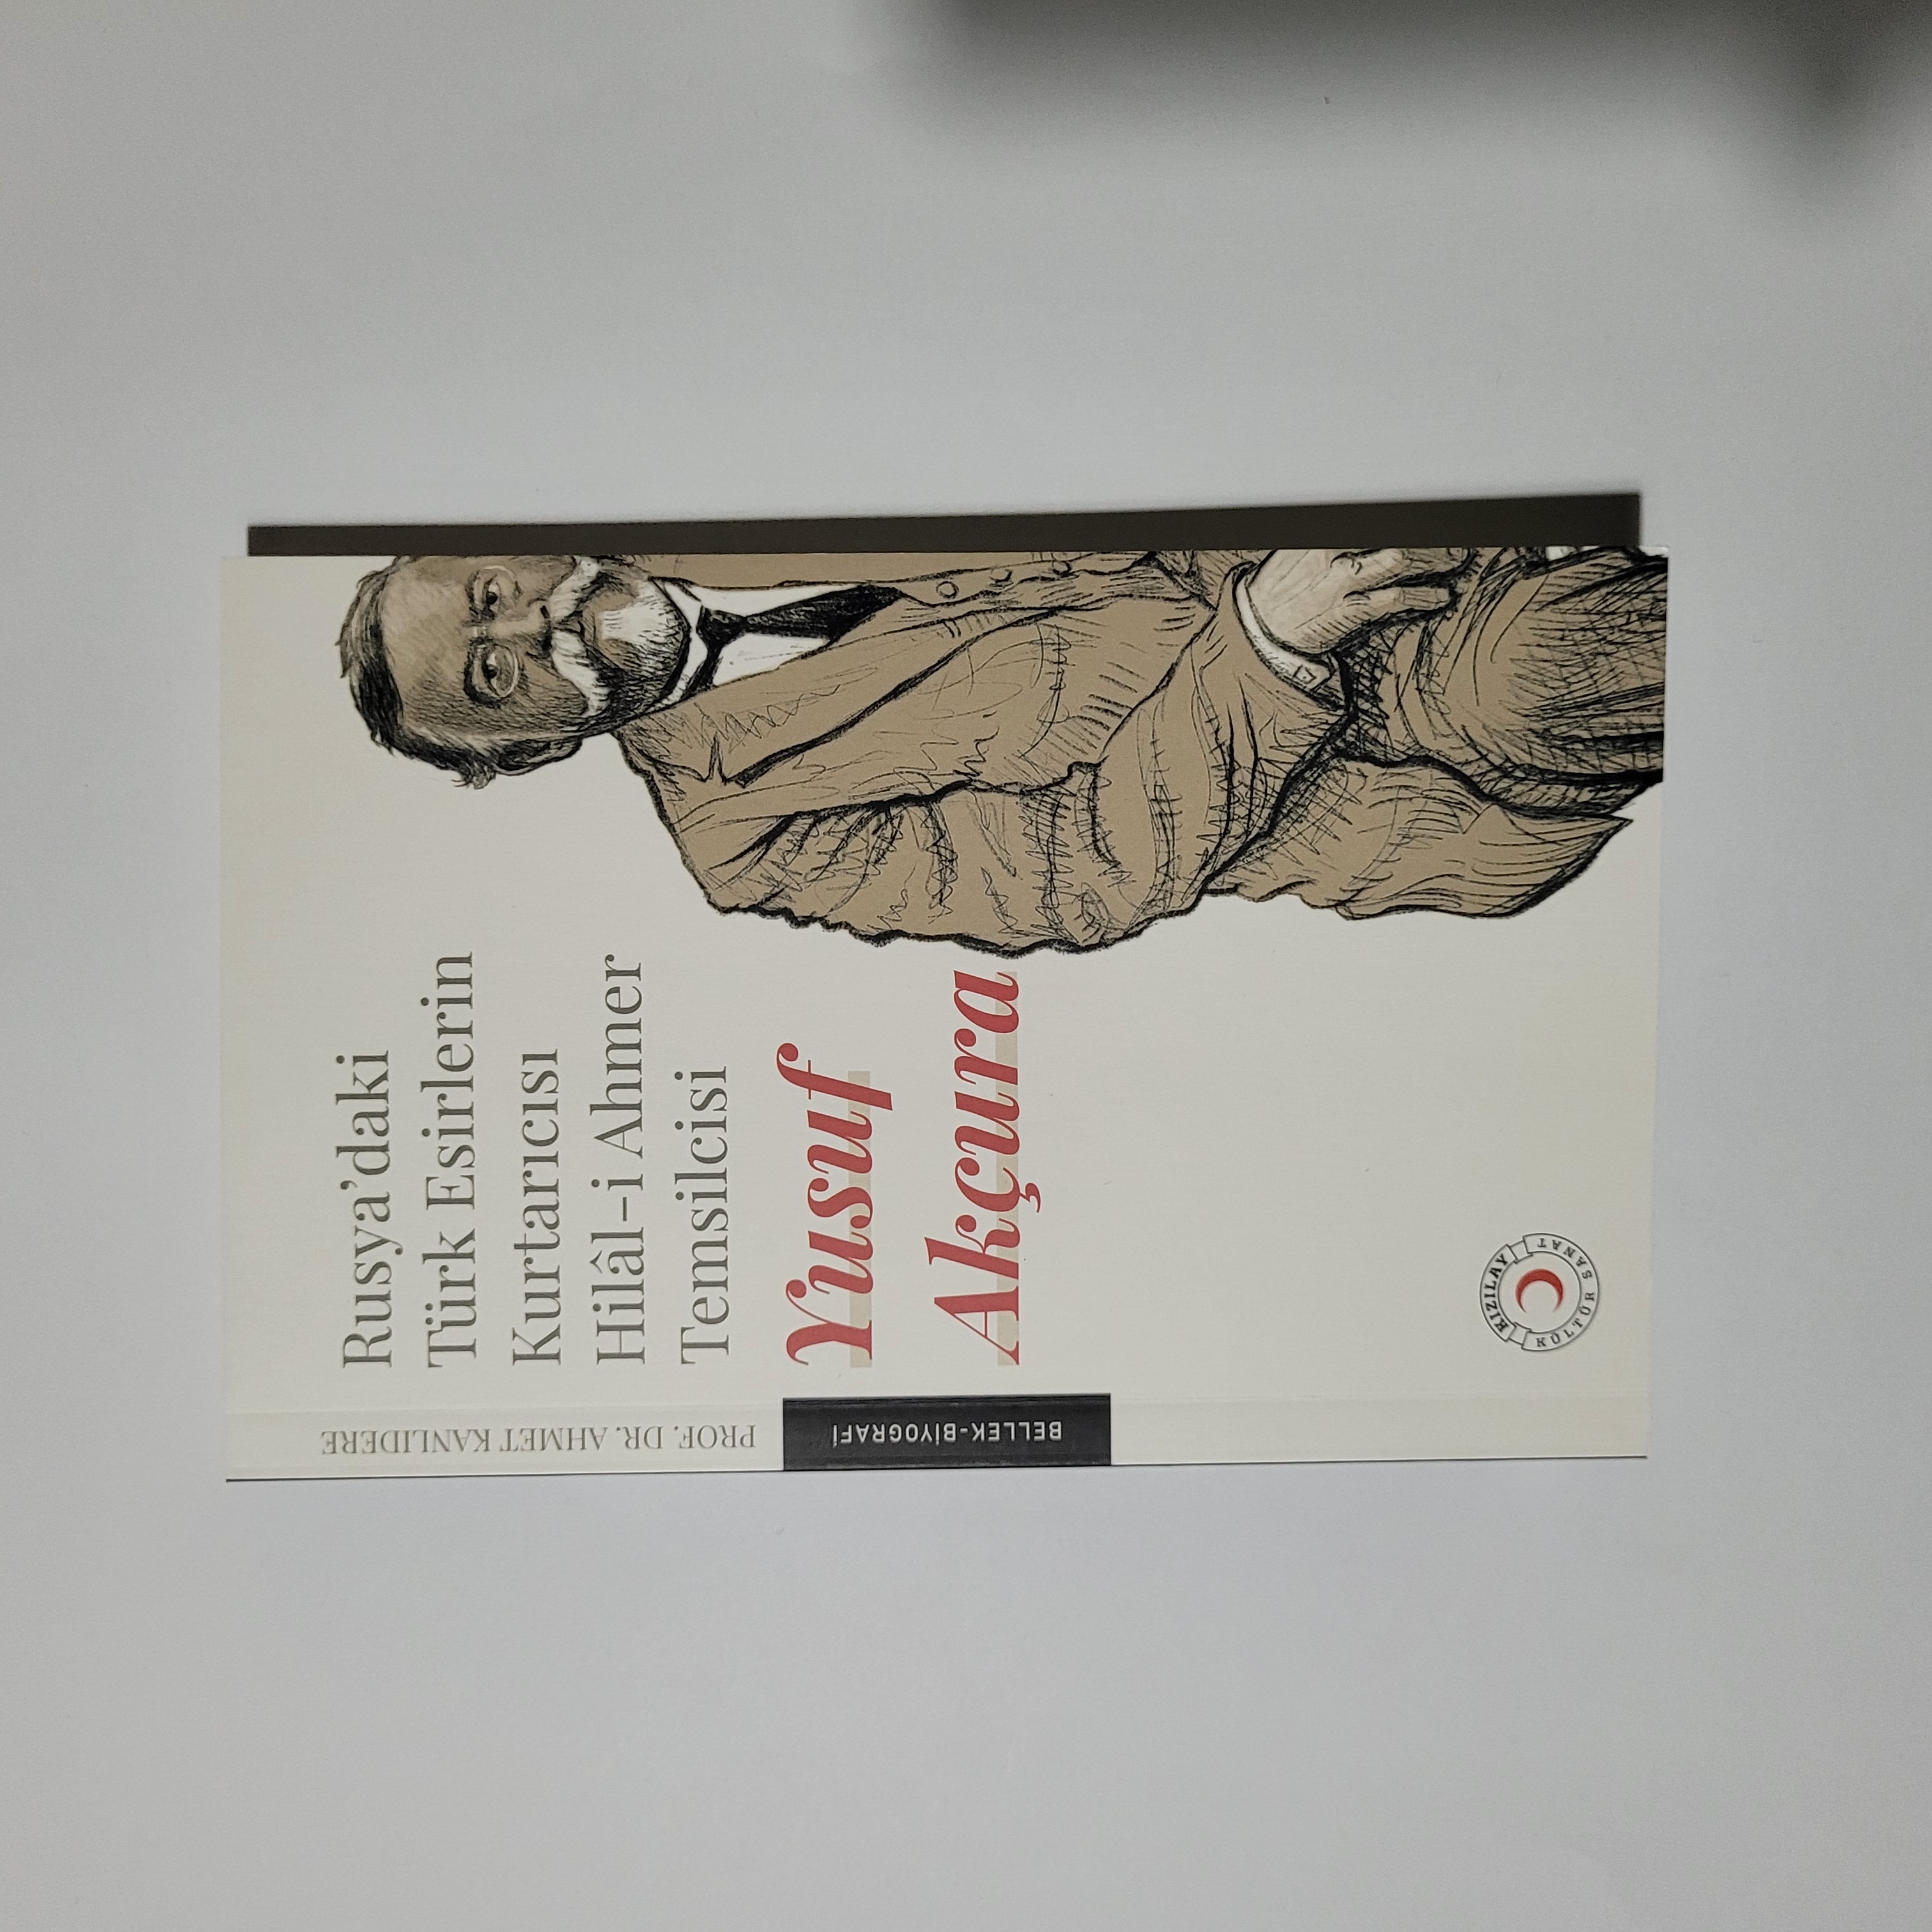 Rusya’daki
Türk Esirlerin
Kurtarıcısı
Hilâl-i Ahmer
Temsilcisi
Yusuf
Akçura
KIZILAY
KÜLTÜR SANAT
PROF. DR. AHMET KANLIDERE
BELLEK-BİYOGRAFİ